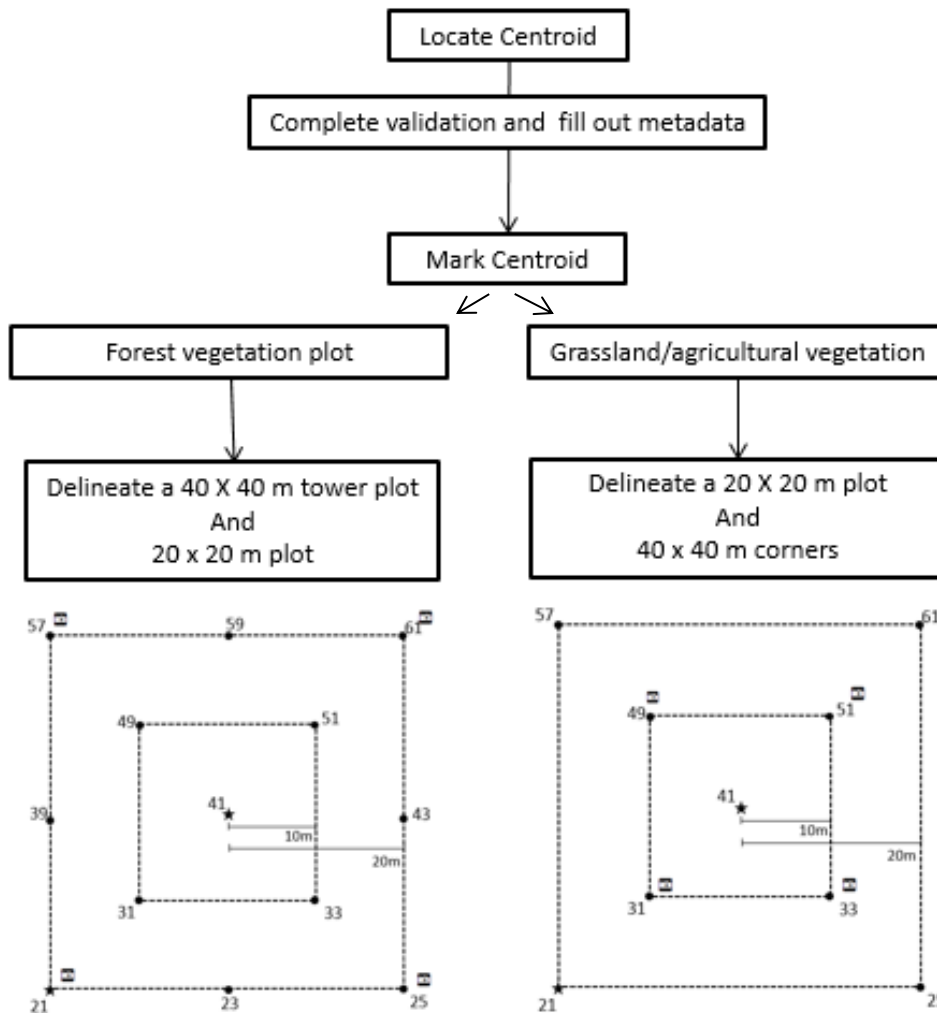 Locate Centroid
Complete validation and fill out metadata
Mark Centroid
Forest vegetation plot
Grassland/agricultural vegetation
Delineate a 40 X 40 m tower plot
And
20 x 20 m plot
Delineate a 20 X 20 m plot
And
40 x 40 m corners
57
59
61
49
51
41
39
43
10m
20m
31
33
21
23
25
57
61
49
51
41
10m
20m
31
33
21